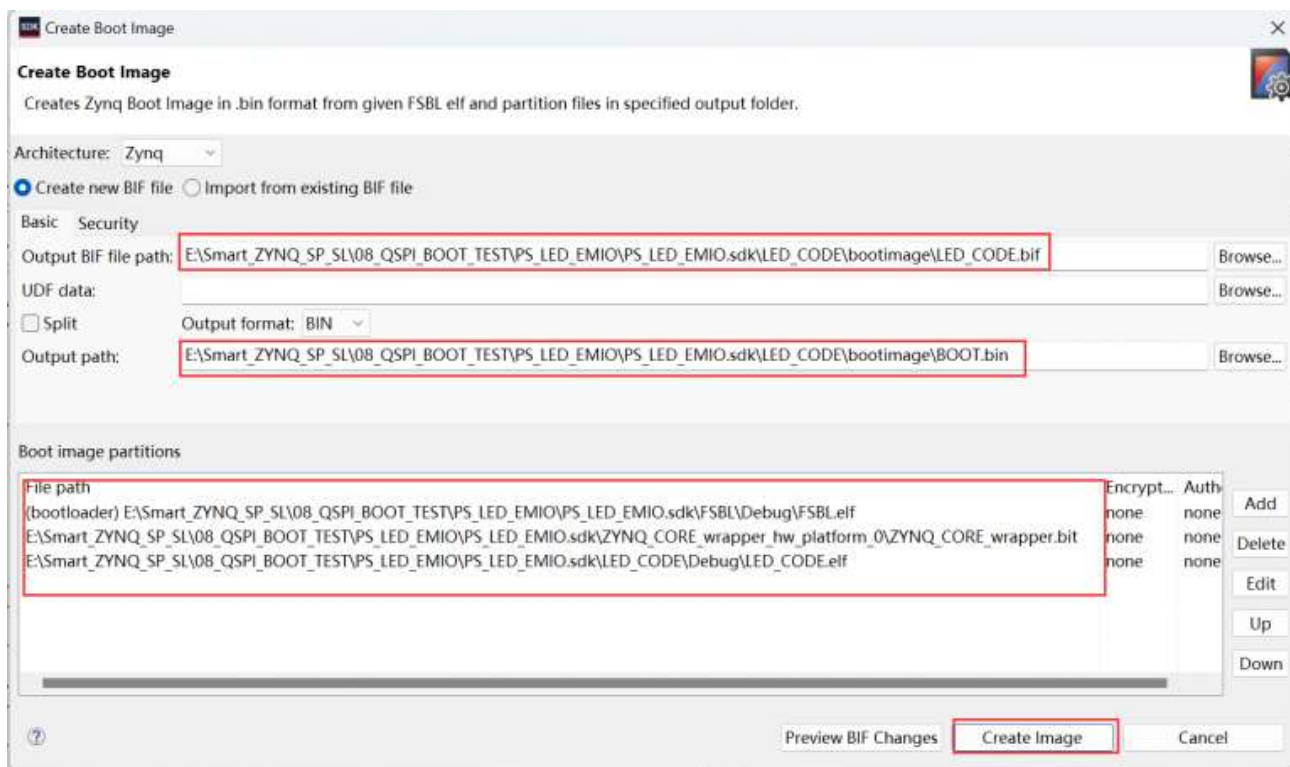 SDK Create Boot Image
Create Boot Image
Creates Zynq Boot Image in .bin format from given FSBL elf and partition files in specified output folder.
Architecture: Zynq
Create new BIF file Import from existing BIF file
Basic Security
Output BIF file path: E:\Smart_ZYNQ_SP_SL\08_QSPI_BOOT_TEST\PS_LED_EMIO\PS_LED_EMIO.sdk\LED_CODE\bootimage\LED_CODE.bif Browse...
UDF data: Browse...
Split Output format: BIN
Output path: E:\Smart_ZYNQ_SP_SL\08_QSPI_BOOT_TEST\PS_LED_EMIO\PS_LED_EMIO.sdk\LED_CODE\bootimage\BOOT.bin Browse...
Boot image partitions
File path Encrypt... Auth
(bootloader) E:\Smart_ZYNQ_SP_SL\08_QSPI_BOOT_TEST\PS_LED_EMIO\PS_LED_EMIO.sdk\FSBL\Debug\FSBL.elf none none Add
E:\Smart_ZYNQ_SP_SL\08_QSPI_BOOT_TEST\PS_LED_EMIO\PS_LED_EMIO.sdk\ZYNQ_CORE_wrapper_hw_platform_0\ZYNQ_CORE_wrapper.bit none none Delete
E:\Smart_ZYNQ_SP_SL\08_QSPI_BOOT_TEST\PS_LED_EMIO\PS_LED_EMIO.sdk\LED_CODE\Debug\LED_CODE.elf none none
Edit
Up
Down
? Preview BIF Changes Create Image Cancel